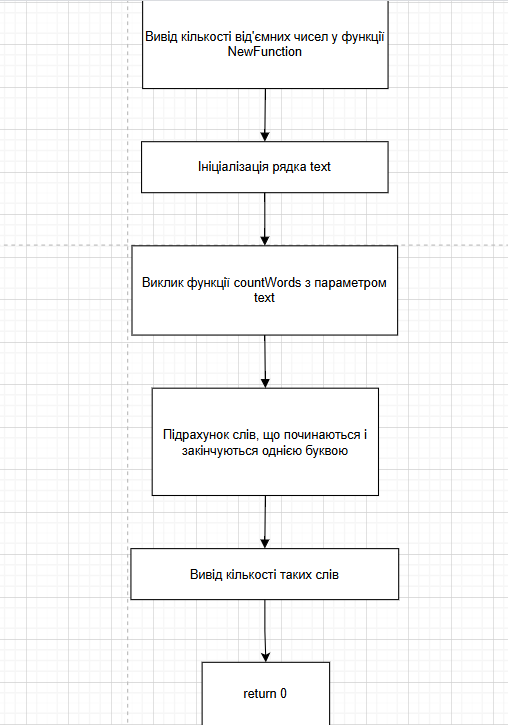 Вивід кількості від'ємних чисел у функції
NewFunction
Ініціалізація рядка text
Виклик функції countWords з параметром
text
Підрахунок слів, що починаються і
закінчуються однією буквою
Вивід кількості таких слів
return 0